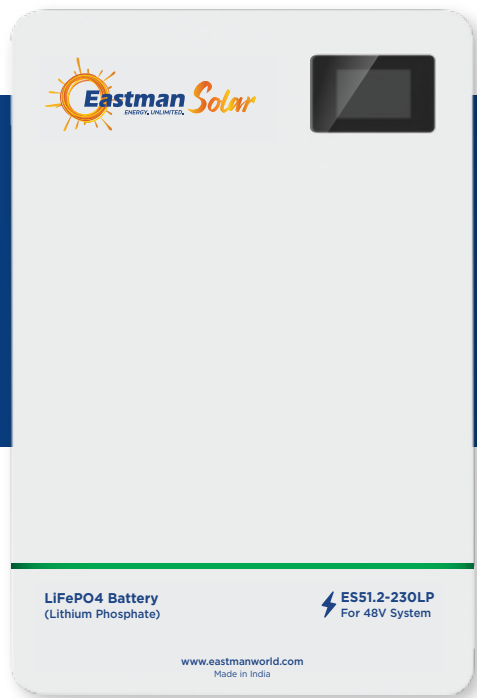 Eastman Solar
ENERGY. UNLIMITED.
LiFePO4 Battery
(Lithium Phosphate)
ES51.2-230LP
For 48V System
www.eastmanworld.com
Made in India